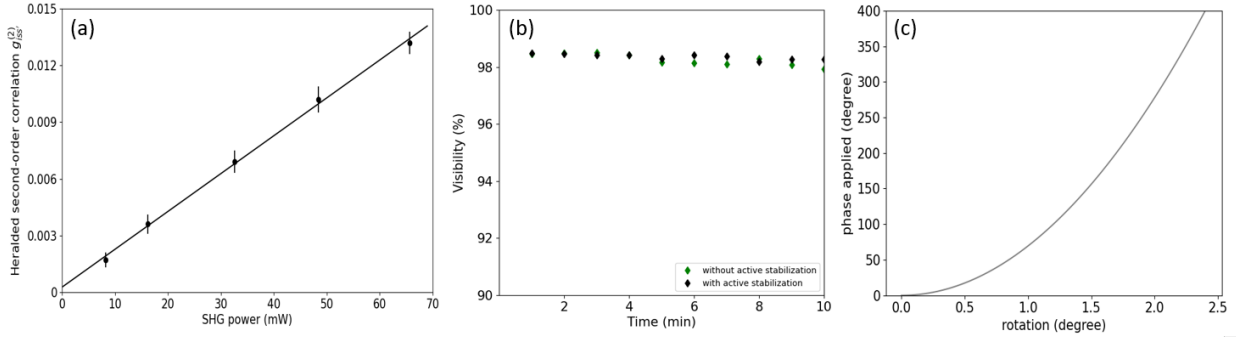 (a)
Heralded second-order correlation g_{iss'}^{(2)}
0.015
0.012
0.009
0.006
0.003
0
0 10 20 30 40 50 60 70
SHG power (mW)
(b)
Visibility (%)
100
98
96
94
92
90
without active stabilization
with active stabilization
2 4 6 8 10
Time (min)
(c)
phase applied (degree)
400
350
300
250
200
150
100
50
0
0.0 0.5 1.0 1.5 2.0 2.5
rotation (degree)